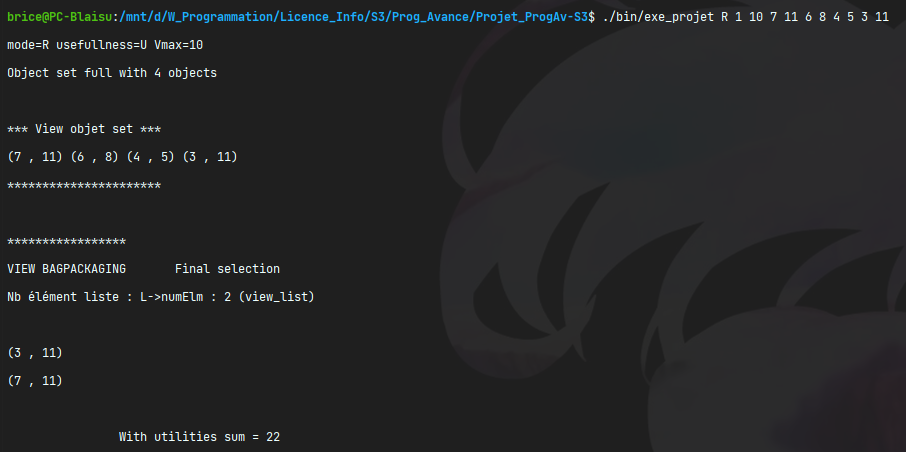 brice@PC-Blaisu:/mnt/d/W_Programmation/Licence_Info/S3/Prog_Avance/Projet_ProgAv-S3$ ./bin/exe_projet R 1 10 7 11 6 8 4 5 3 11
mode=R usefullness=U Vmax=10
Object set full with 4 objects
*** View objet set ***
(7 , 11) (6 , 8) (4 , 5) (3 , 11)
**********************
*****************
VIEW BAGPACKAGING       Final selection
Nb élément liste : L->numElm : 2 (view_list)
(3 , 11)
(7 , 11)
With utilities sum = 22